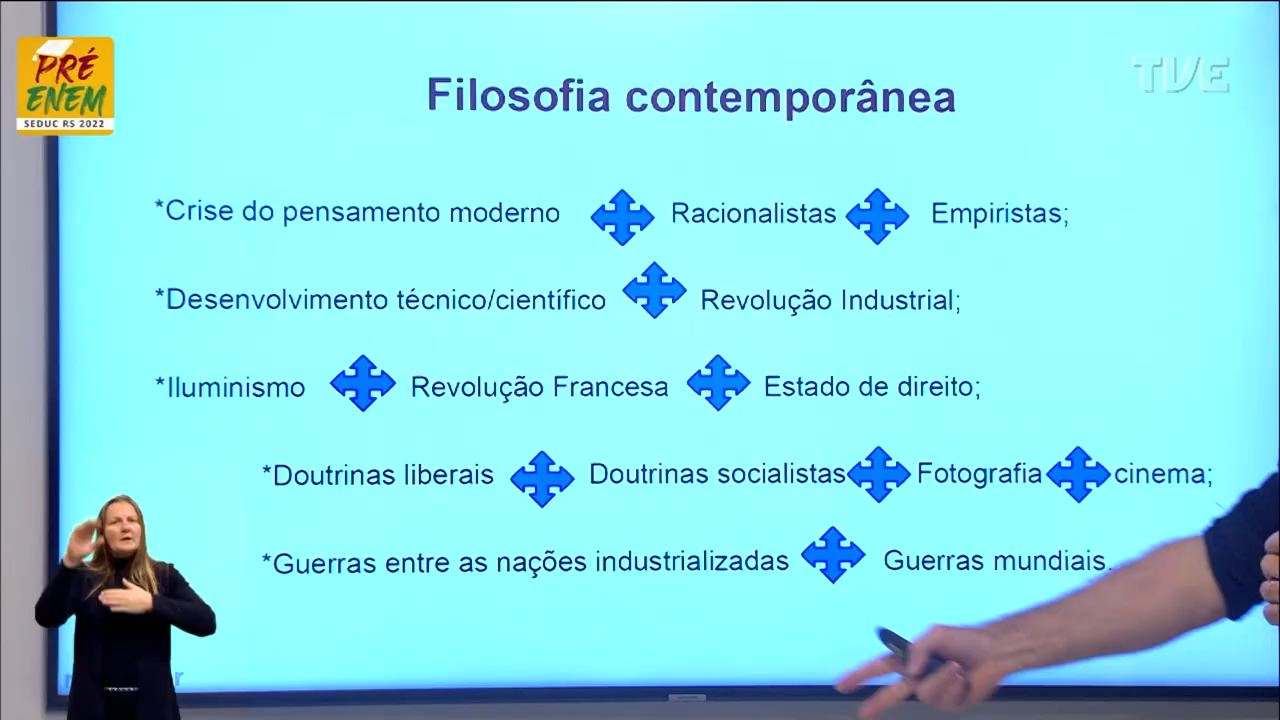 PRÉ
ENEM
SEDUC RS 2022
TVE
Filosofia contemporânea
*Crise do pensamento moderno Racionalistas Empiristas;
*Desenvolvimento técnico/científico Revolução Industrial;
*Iluminismo Revolução Francesa Estado de direito;
*Doutrinas liberais Doutrinas socialistas Fotografia cinema;
*Guerras entre as nações industrializadas Guerras mundiais.